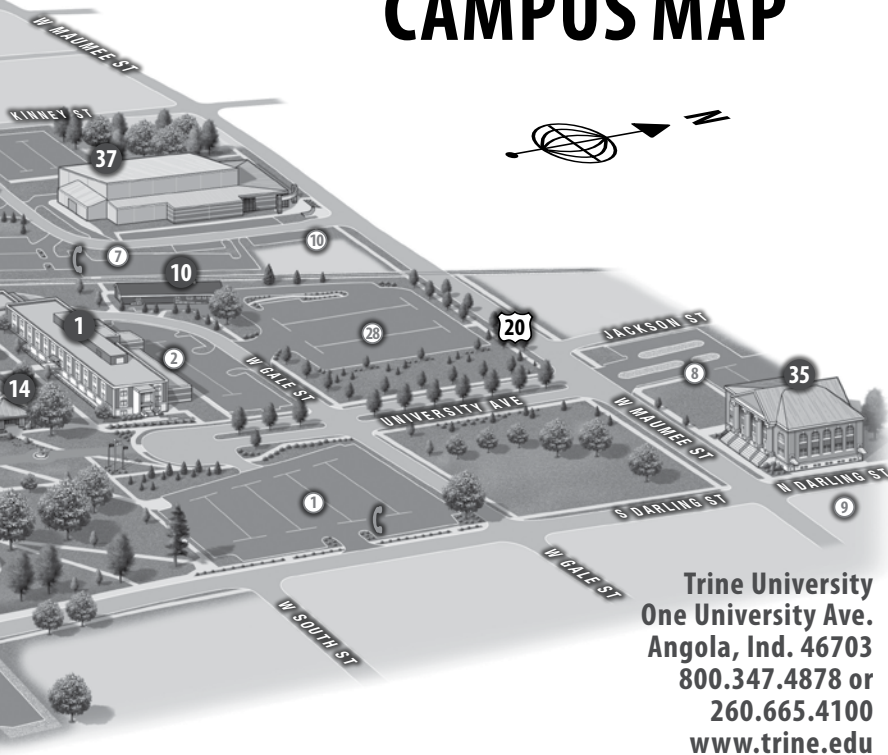 CAMPUS MAP
W MAUMEE ST
KINNEY ST
N
37
7
10
10
28
20
JACKSON ST
8
35
1
2
14
W GALE ST
UNIVERSITY AVE
W MAUMEE ST
N DARLING ST
9
S DARLING ST
1
W GALE ST
W SOUTH ST
Trine University
One University Ave.
Angola, Ind. 46703
800.347.4878 or
260.665.4100
www.trine.edu